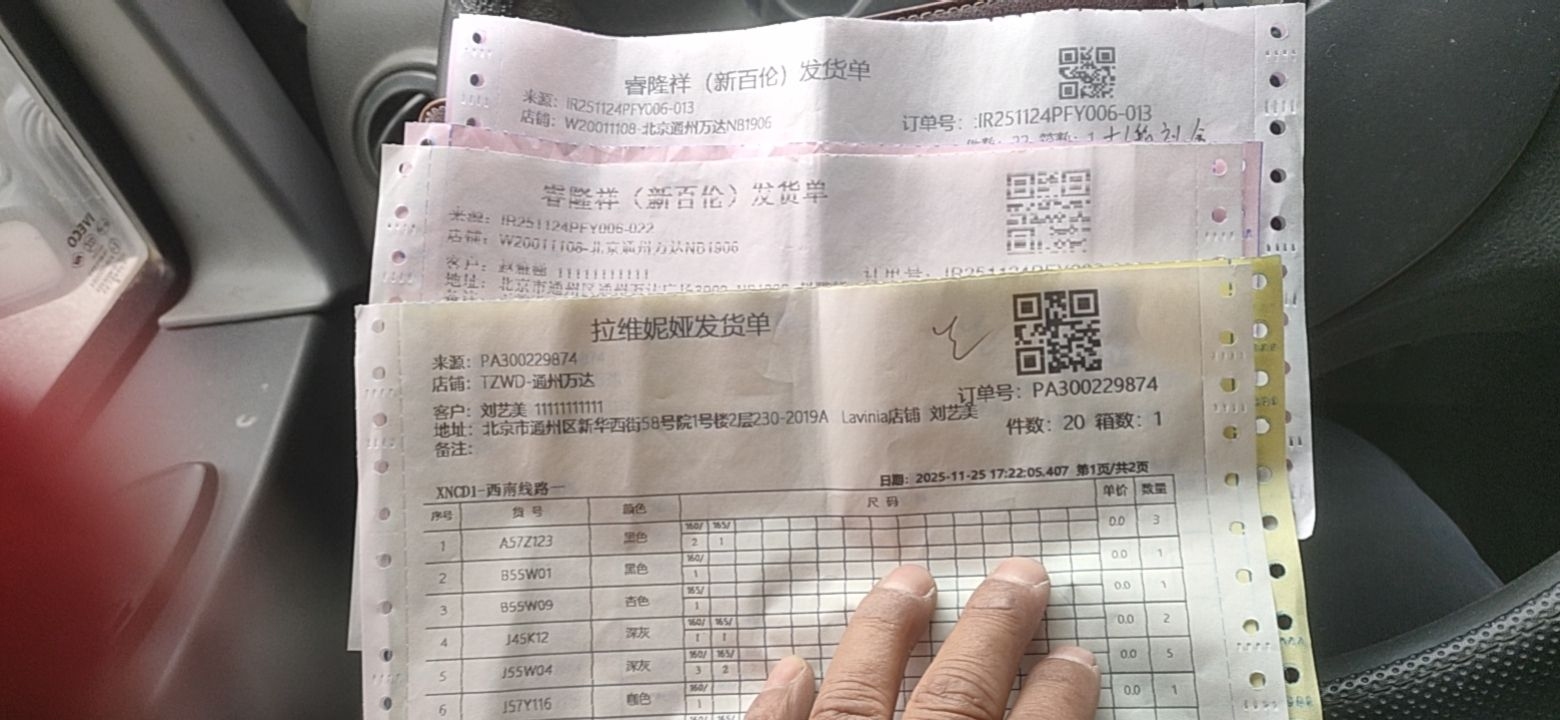 睿隆祥（新百伦）发货单
来源：IR251124PFY006-013
店铺：W20011108-北京通州万达NB1906
订单号：:IR251124PFY006-013
睿隆祥（新百伦）发货单
来源：IR251124PFY006-022
店铺：W20011108-北京通州万达NB1906
客户： 11111111111
订单号：IR251124PFY
拉维妮娅发货单
来源：PA300229874
店铺：TZWD-通州万达
订单号：PA300229874
客户：刘艺美 11111111111
地址：北京市通州区新华西街58号院1号楼2层230-2019A Lavinia店铺 刘艺美
件数：20 箱数：1
备注：
日期：2025-11-25 17:22:05.407 第1页/共2页
XNCD1-西南线路一
序号 货号 颜色 尺码 单价 数量
160/ 165/
1 A57Z123 黑色 2 1 0.0 3
160/
2 B55W01 黑色 1 0.0 1
165/
3 B55W09 杏色 1 0.0 1
160/ 165/
4 J45K12 深灰 1 1 0.0 2
160/ 165/
5 J55W04 深灰 3 2 0.0 5
160/
6 J57Y116 咖色 1 0.0 1
160/ 165/
IVECO